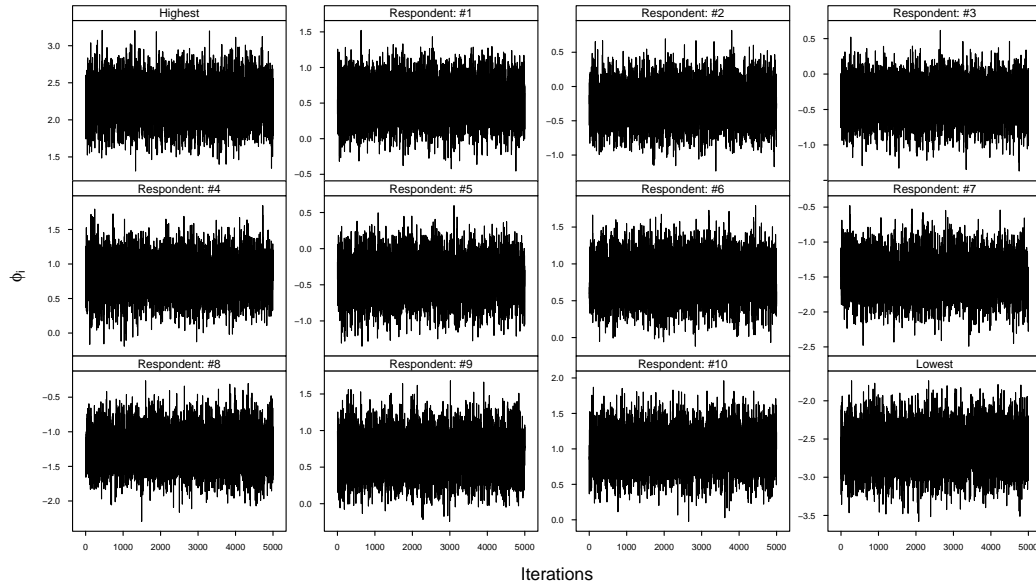 Highest
Respondent: #1
Respondent: #2
Respondent: #3
3.0
2.5
2.0
1.5
1.5
1.0
0.5
0.0
−0.5
0.5
0.0
−0.5
−1.0
0.5
0.0
−0.5
−1.0
Respondent: #4
Respondent: #5
Respondent: #6
Respondent: #7
1.5
1.0
0.5
0.0
0.5
0.0
−0.5
−1.0
1.5
1.0
0.5
0.0
−0.5
−1.0
−1.5
−2.0
−2.5
Respondent: #8
Respondent: #9
Respondent: #10
Lowest
−0.5
−1.0
−1.5
−2.0
1.5
1.0
0.5
0.0
2.0
1.5
1.0
0.5
0.0
−2.0
−2.5
−3.0
−3.5
0 1000 2000 3000 4000 5000
0 1000 2000 3000 4000 5000
0 1000 2000 3000 4000 5000
0 1000 2000 3000 4000 5000
ϕi
Iterations